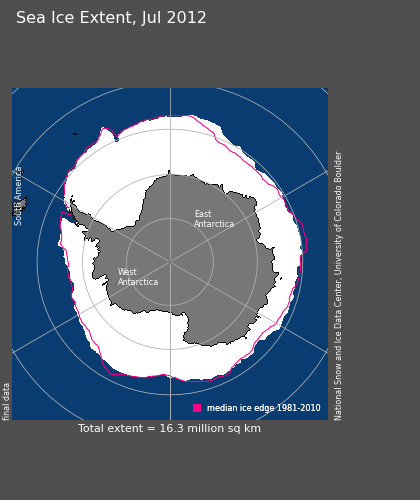 Sea Ice Extent, Jul 2012
South America
East
Antarctica
West
Antarctica
National Snow and Ice Data Center, University of Colorado Boulder
final data
median ice edge 1981-2010
Total extent = 16.3 million sq km